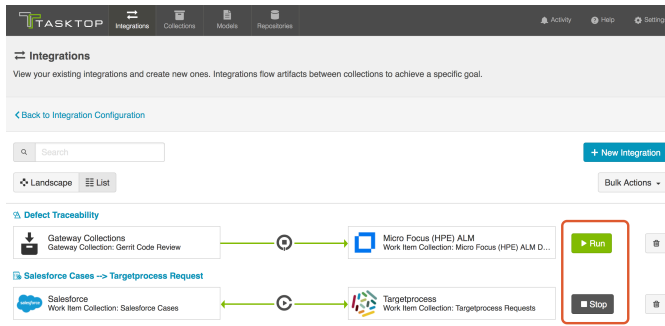 TASKTOP
Integrations
Collections
Models
Repositories
Activity
Help
Setting
Integrations
View your existing integrations and create new ones. Integrations flow artifacts between collections to achieve a specific goal.
Back to Integration Configuration
Search
+ New Integration
Landscape
List
Bulk Actions
Defect Traceability
Gateway Collections
Gateway Collection: Gerrit Code Review
Micro Focus (HPE) ALM
Work Item Collection: Micro Focus (HPE) ALM D...
Run
Salesforce Cases --> Targetprocess Request
salesforce
Salesforce
Work Item Collection: Salesforce Cases
Targetprocess
Work Item Collection: Targetprocess Requests
Stop